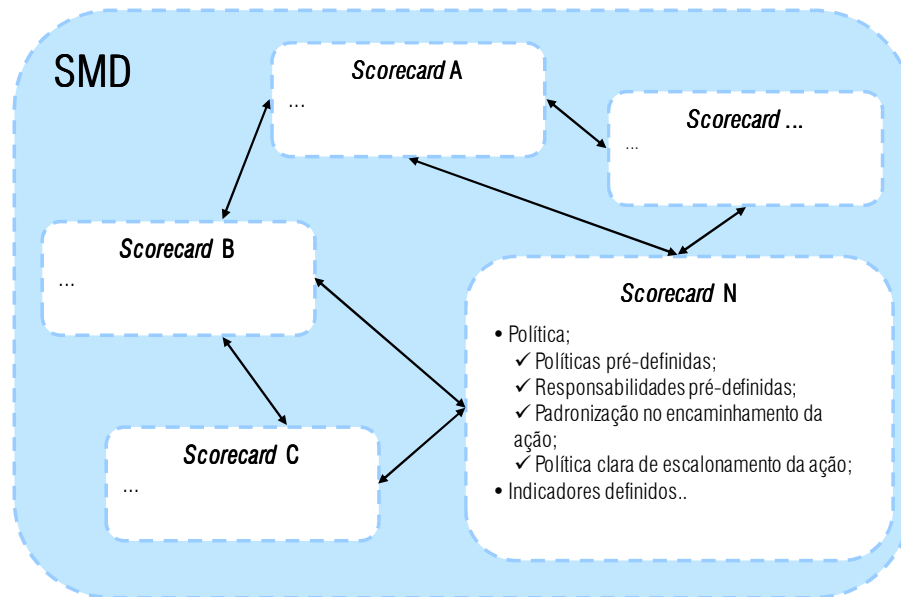 SMD
Scorecard A
...
Scorecard ...
...
Scorecard B
...
Scorecard N
• Política;
✓ Políticas pré-definidas;
✓ Responsabilidades pré-definidas;
✓ Padronização no encaminhamento da
ação;
✓ Política clara de escalonamento da ação;
• Indicadores definidos..
Scorecard C
...